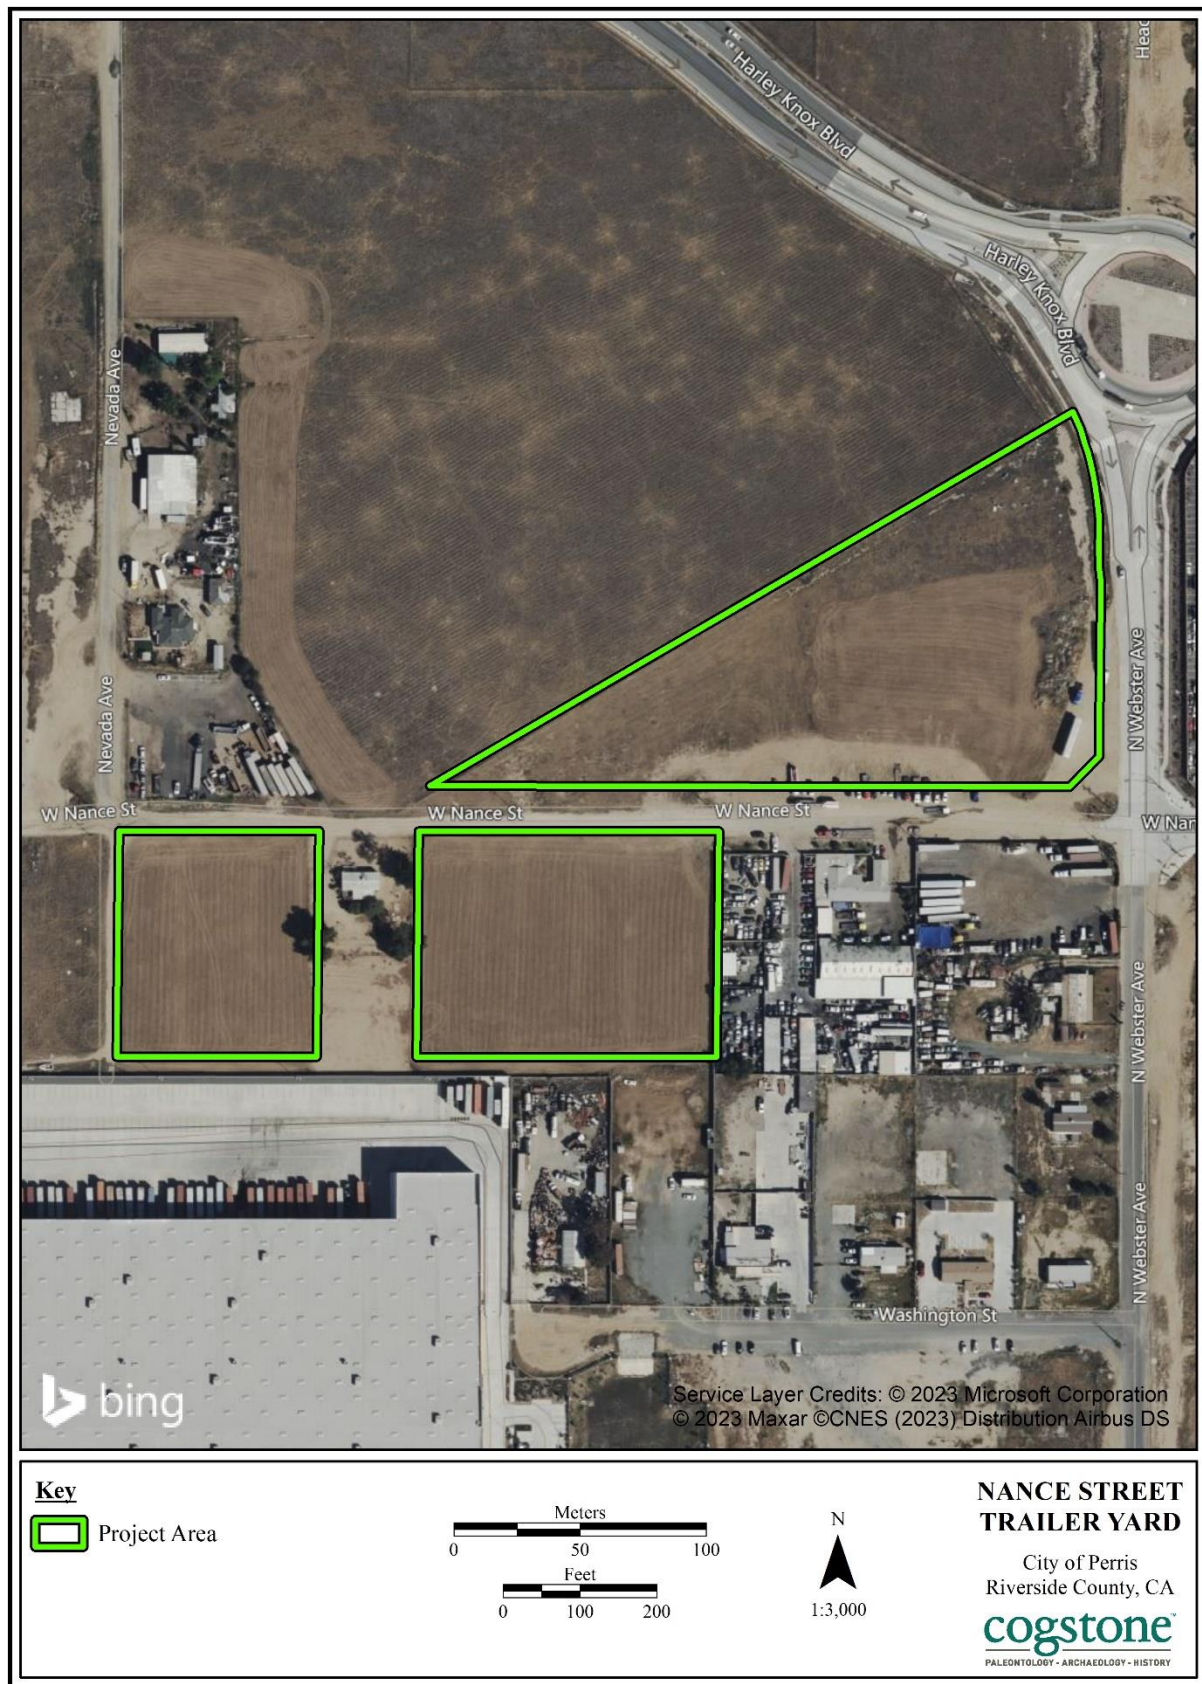 Head
Harley Knox Blvd
Harley Knox Blvd
Nevada Ave
N Webster Ave
Nevada Ave
W Nance St
W Nance St
W Nance St
W Nan
N Webster Ave
N Webster Ave
Washington St
bing
Service Layer Credits: © 2023 Microsoft Corporation
© 2023 Maxar ©CNES (2023) Distribution Airbus DS
Key
Project Area
Meters
0 50 100
Feet
0 100 200
N
1:3,000
NANCE STREET
TRAILER YARD
City of Perris
Riverside County, CA
cogstone™
PALEONTOLOGY - ARCHAEOLOGY - HISTORY